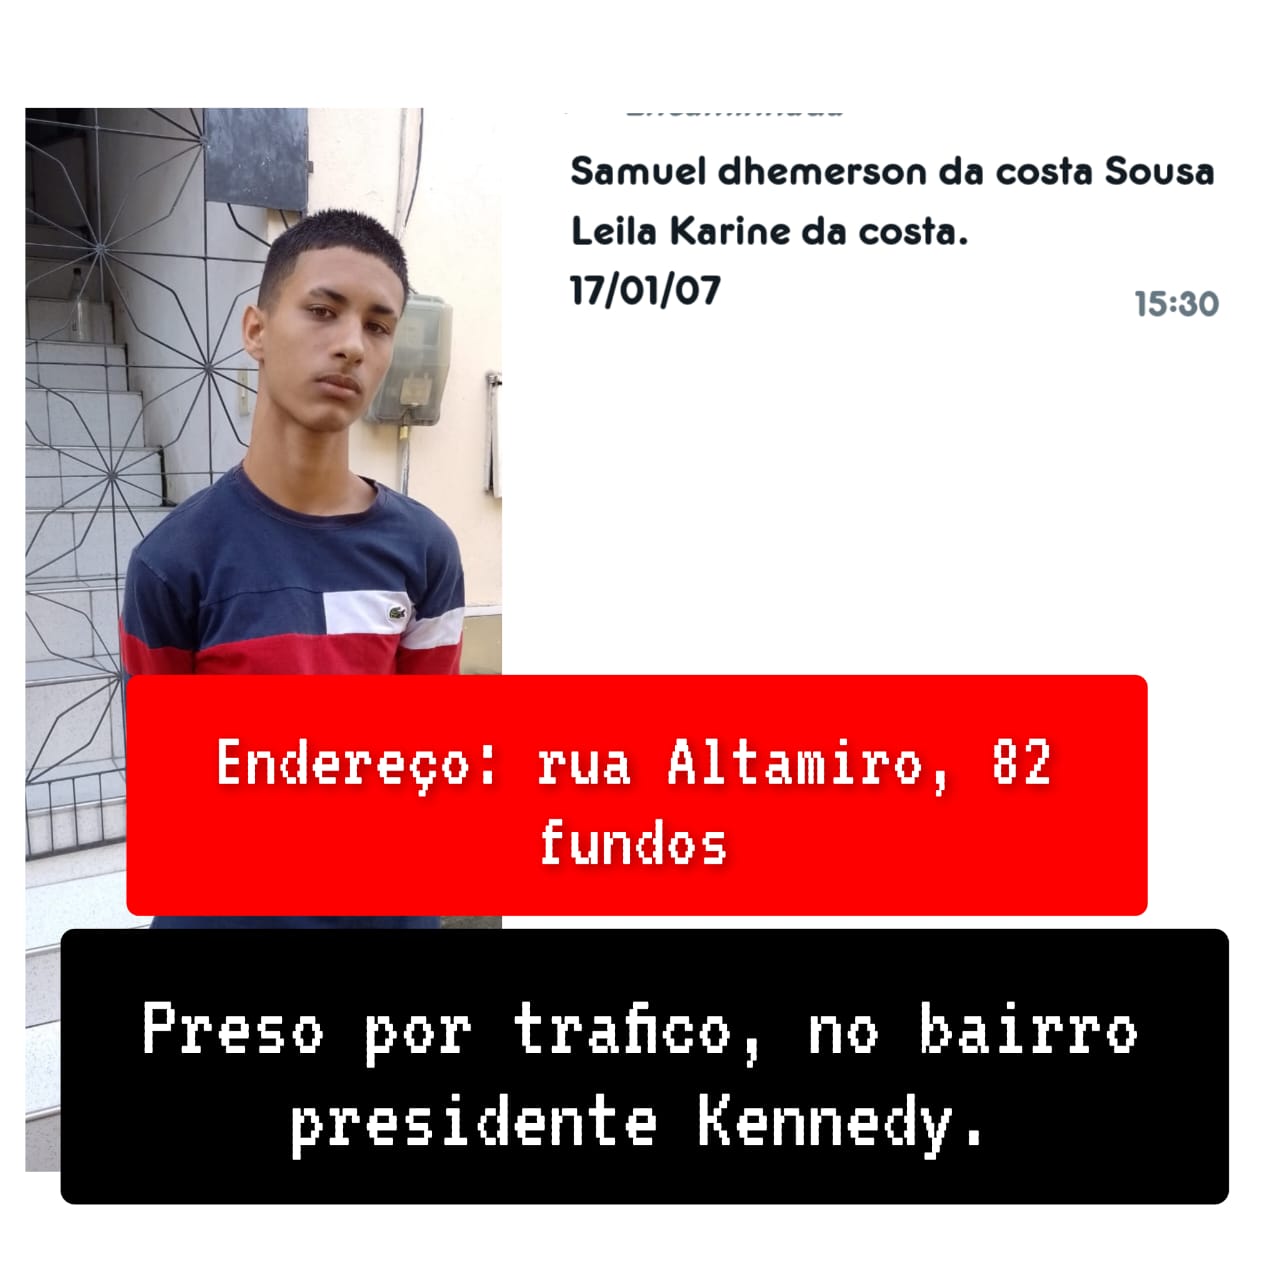 Samuel dhemerson da costa Sousa
Leila Karine da costa.
17/01/07
15:30
Endereço: rua Altamiro, 82
fundos
Preso por trafico, no bairro
presidente Kennedy.